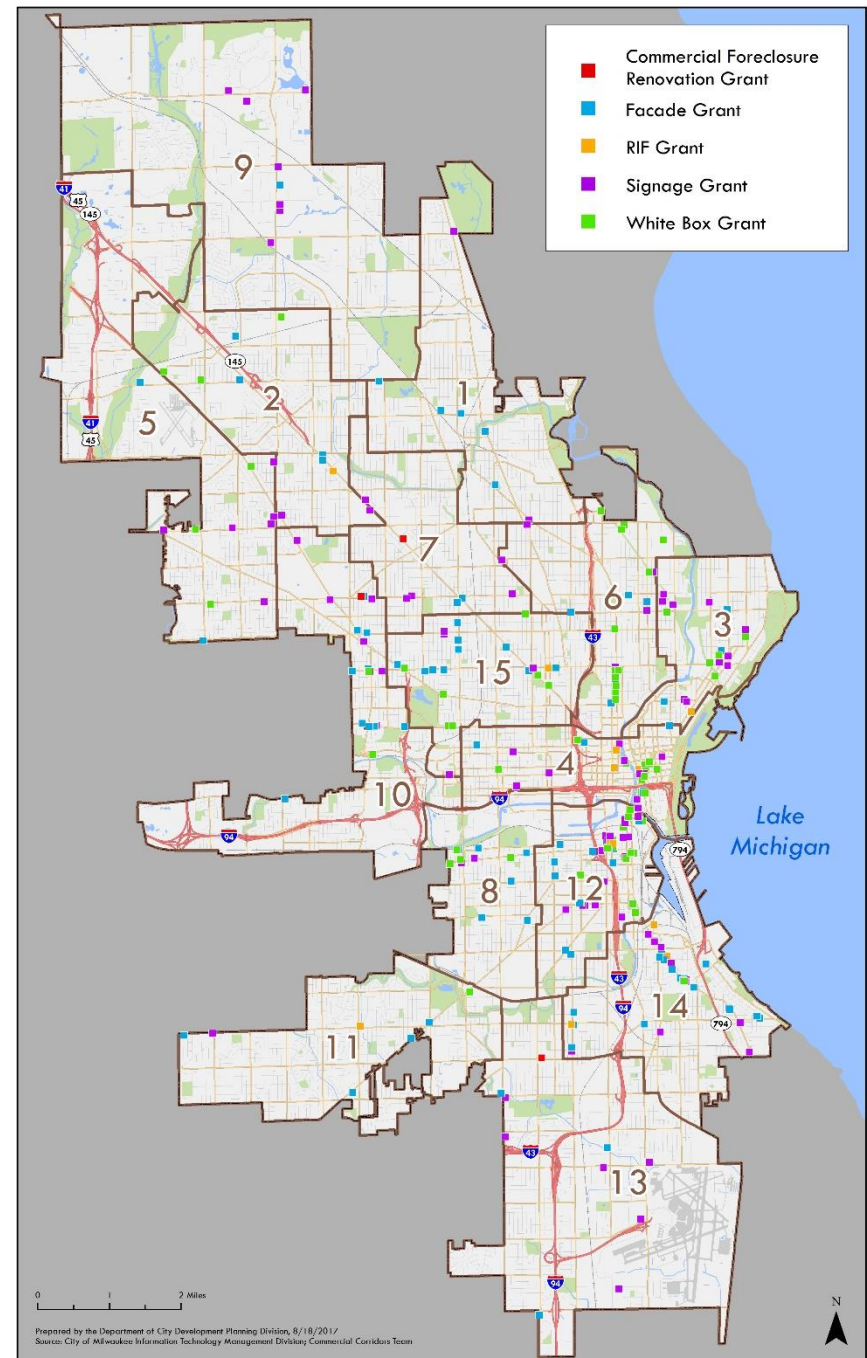 Commercial Foreclosure
Renovation Grant
Facade Grant
RIF Grant
Signage Grant
White Box Grant
9
41
45
145
1
145
2
5
41
45
7
6
3
43
15
4
10
94
94
Lake
Michigan
794
8
12
43
94
14
794
11
43
13
94
0 2 Miles
N
Prepared by the Department of City Development Planning Division, 8/18/2017
Source: City of Milwaukee Information Technology Management Division; Commercial Corridors Team